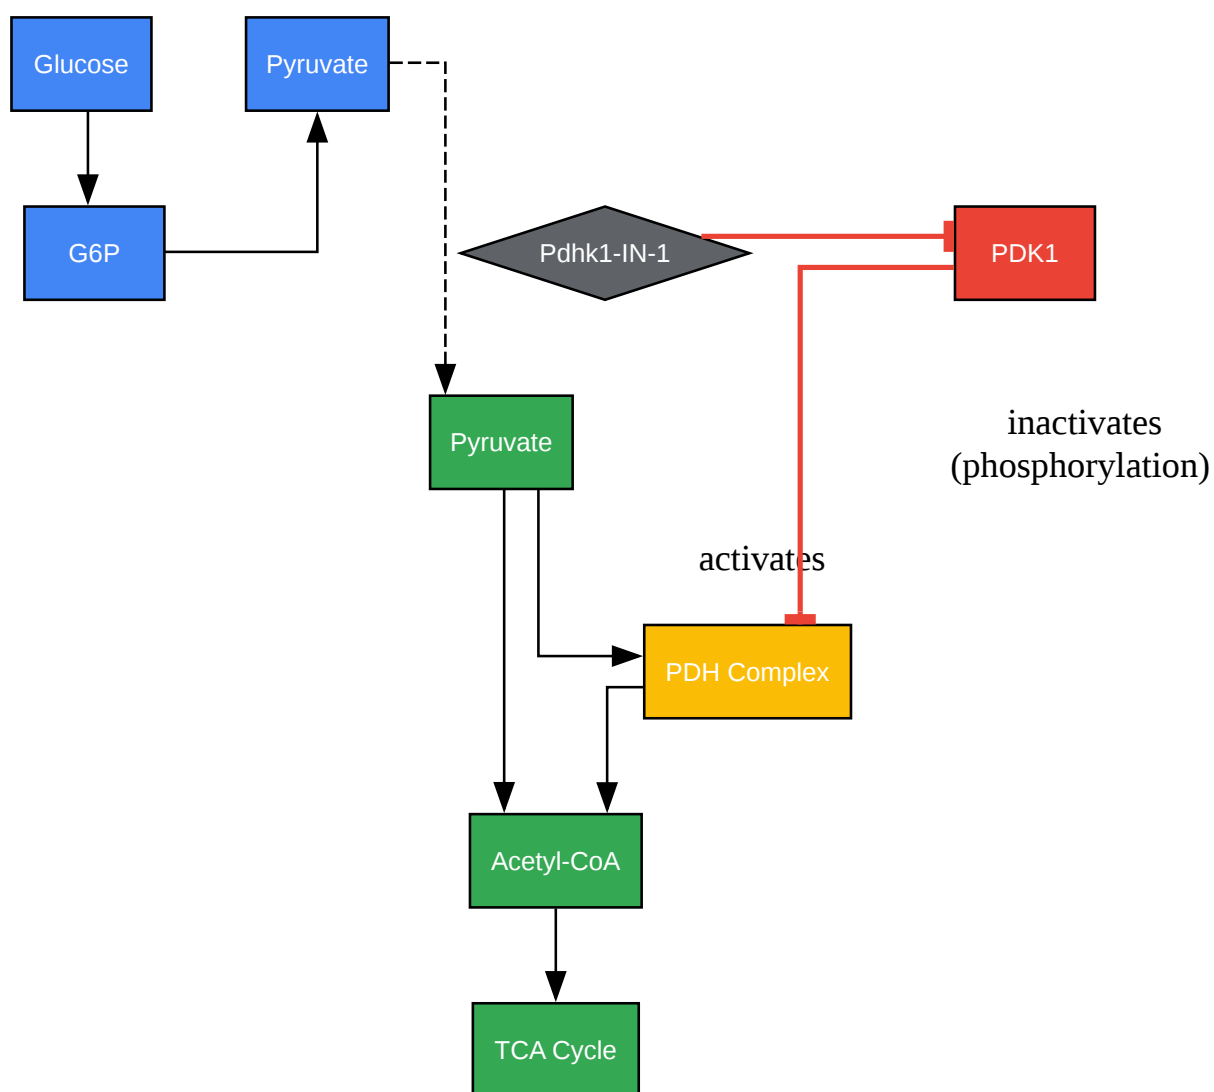 Glucose
Pyruvate
G6P
Pdhk1-IN-1
PDK1
Pyruvate
inactivates
(phosphorylation)
activates
PDH Complex
Acetyl-CoA
TCA Cycle